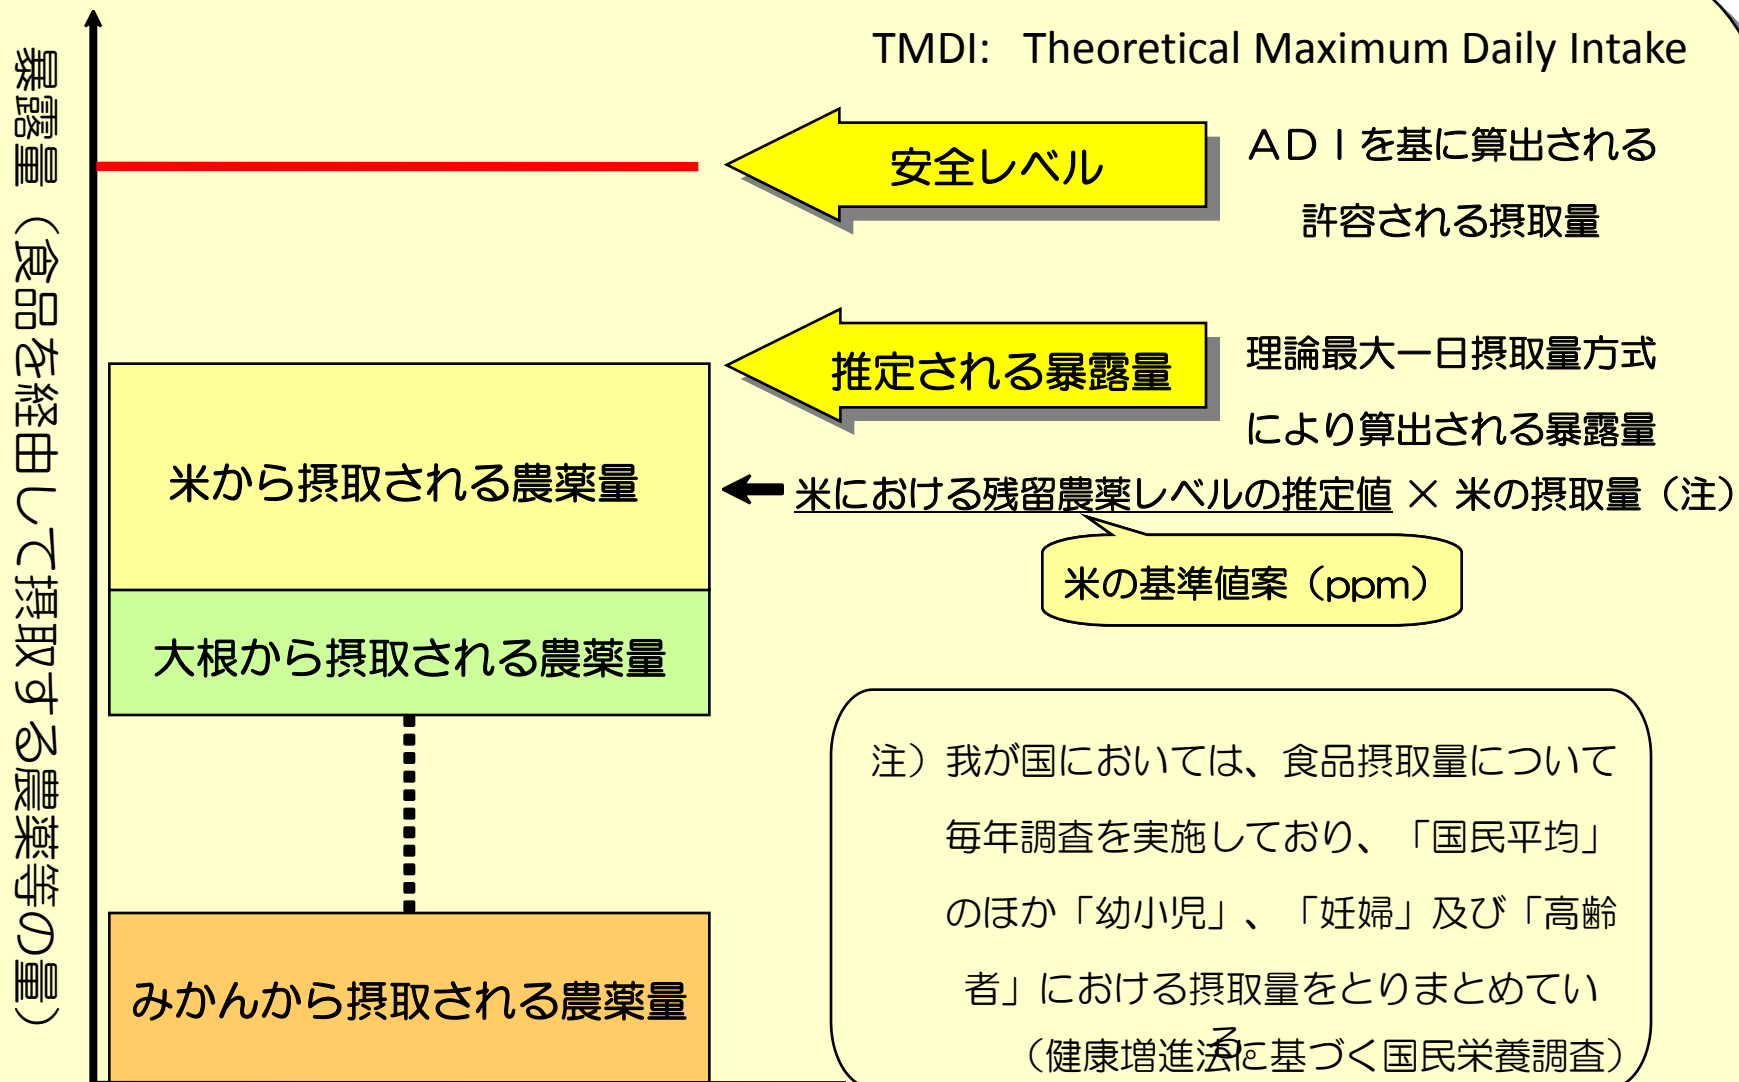 TMDI: Theoretical Maximum Daily Intake
暴露量（食品を経由して摂取する農薬等の量）
安全レベル
ＡＤＩを基に算出される
許容される摂取量
推定される暴露量
理論最大一日摂取量方式
により算出される暴露量
米から摂取される農薬量
米における残留農薬レベルの推定値 × 米の摂取量（注）
米の基準値案（ppm）
大根から摂取される農薬量
みかんから摂取される農薬量
注）我が国においては、食品摂取量について
毎年調査を実施しており、「国民平均」
のほか「幼小児」、「妊婦」及び「高齢
者」における摂取量をとりまとめてい
る。
（健康増進法に基づく国民栄養調査）